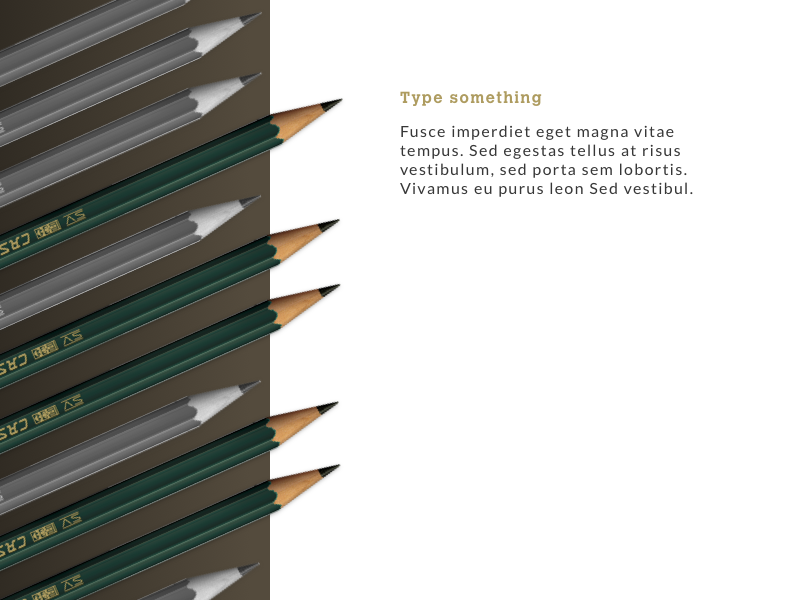 Type something
Fusce imperdiet eget magna vitae
tempus. Sed egestas tellus at risus
vestibulum, sed porta sem lobortis.
Vivamus eu purus leon Sed vestibul.